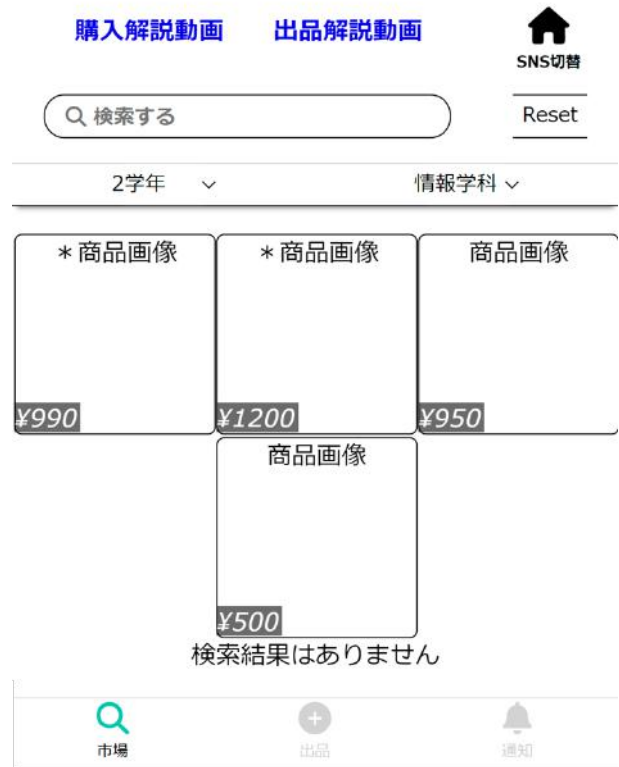 購入解説動画 出品解説動画
SNS切替
検索する Reset
2学年 情報学科
＊商品画像 ＊商品画像 商品画像
¥990 ¥1200 ¥950
商品画像
¥500
検索結果はありません
市場 出品 通知